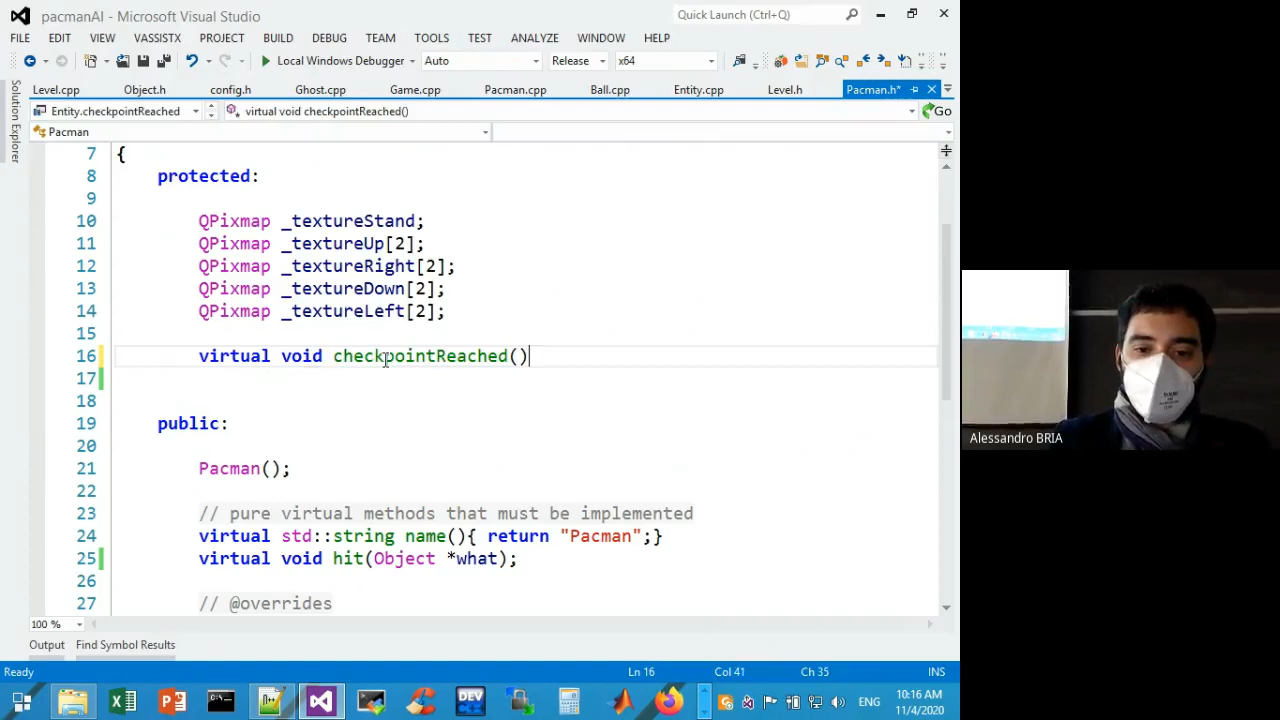 pacmanAI - Microsoft Visual Studio
Quick Launch (Ctrl+Q)
FILE EDIT VIEW VASSISTX PROJECT BUILD DEBUG TEAM TOOLS TEST ANALYZE WINDOW HELP
Local Windows Debugger Auto Release x64
Level.cpp Object.h config.h Ghost.cpp Game.cpp Pacman.cpp Ball.cpp Entity.cpp Level.h Pacman.h*
Entity.checkpointReached virtual void checkpointReached() Go
Pacman
Solution Explorer
7 {
8 protected:
9
10 QPixmap _textureStand;
11 QPixmap _textureUp[2];
12 QPixmap _textureRight[2];
13 QPixmap _textureDown[2];
14 QPixmap _textureLeft[2];
15
16 virtual void checkpointReached()
17
18
19 public:
20
21 Pacman();
22
23 // pure virtual methods that must be implemented
24 virtual std::string name(){ return "Pacman";}
25 virtual void hit(Object *what);
26
27 // @overrides
100 %
Output Find Symbol Results
Ready Ln 16 Col 41 Ch 35 INS
DEV
ENG
10:16 AM
11/4/2020
Alessandro BRIA